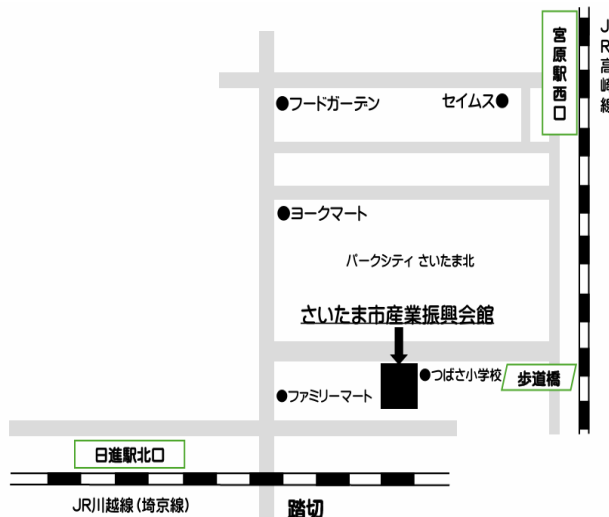 宮原駅西口
JR高崎線
●フードガーデン
セイムス●
●ヨークマート
パークシティ さいたま北
さいたま市産業振興会館
●つばさ小学校
歩道橋
●ファミリーマート
日進駅北口
JR川越線(埼京線)
踏切